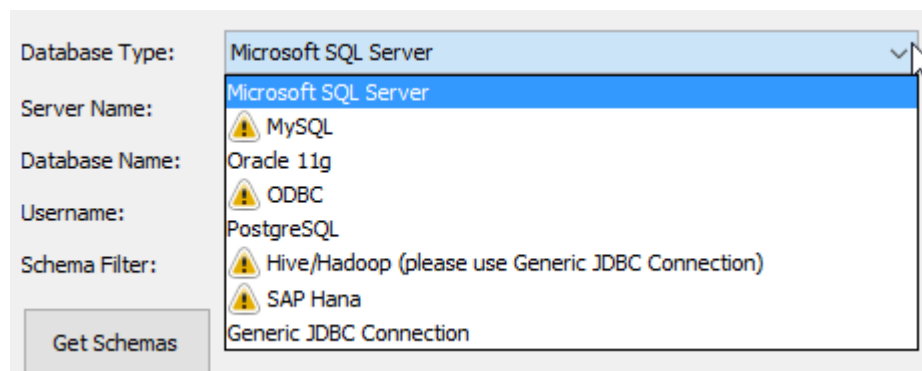 Database Type:
Microsoft SQL Server
Microsoft SQL Server
Server Name:
MySQL
Database Name:
Oracle 11g
ODBC
Username:
PostgreSQL
Schema Filter:
Hive/Hadoop (please use Generic JDBC Connection)
SAP Hana
Generic JDBC Connection
Get Schemas